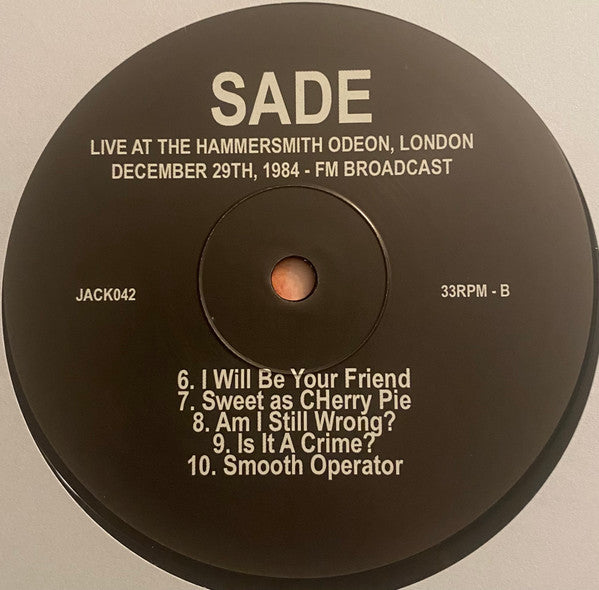 SADE
LIVE AT THE HAMMERSMITH ODEON, LONDON
DECEMBER 29TH, 1984 - FM BROADCAST
JACK042
33RPM - B
6. I Will Be Your Friend
7. Sweet as CHerry Pie
8. Am I Still Wrong?
9. Is It A Crime?
10. Smooth Operator